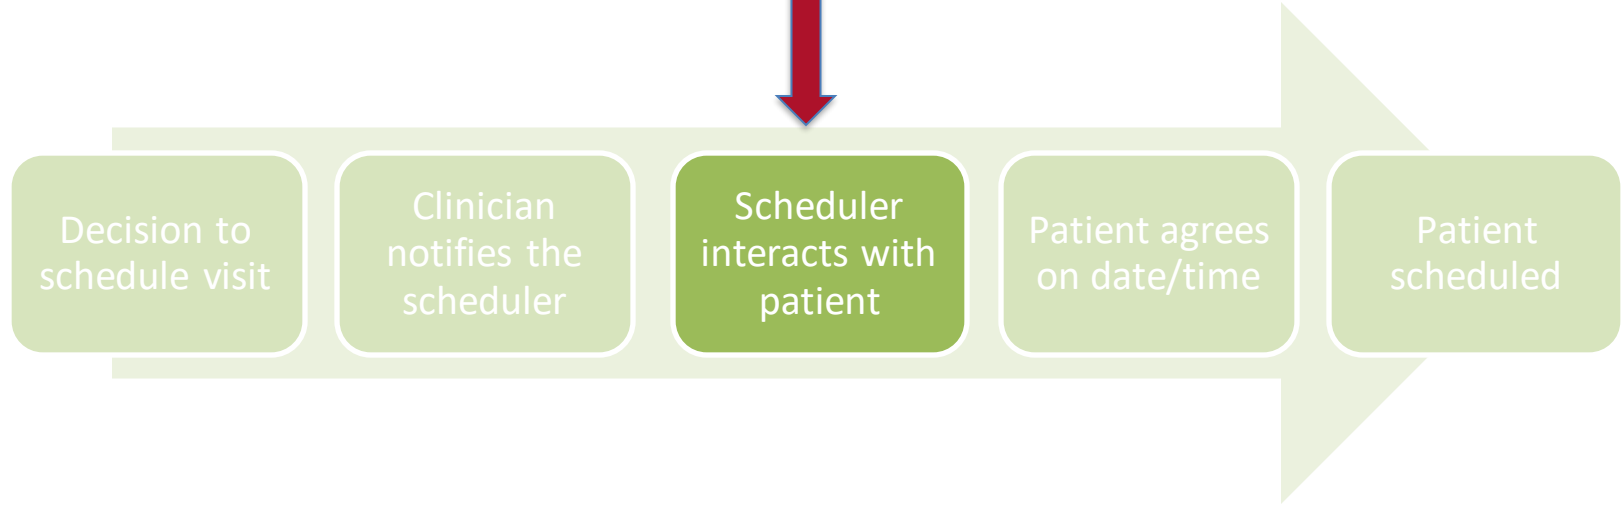 Decision to
schedule visit
Clinician
notifies the
scheduler
Scheduler
interacts with
patient
Patient agrees
on date/time
Patient
scheduled